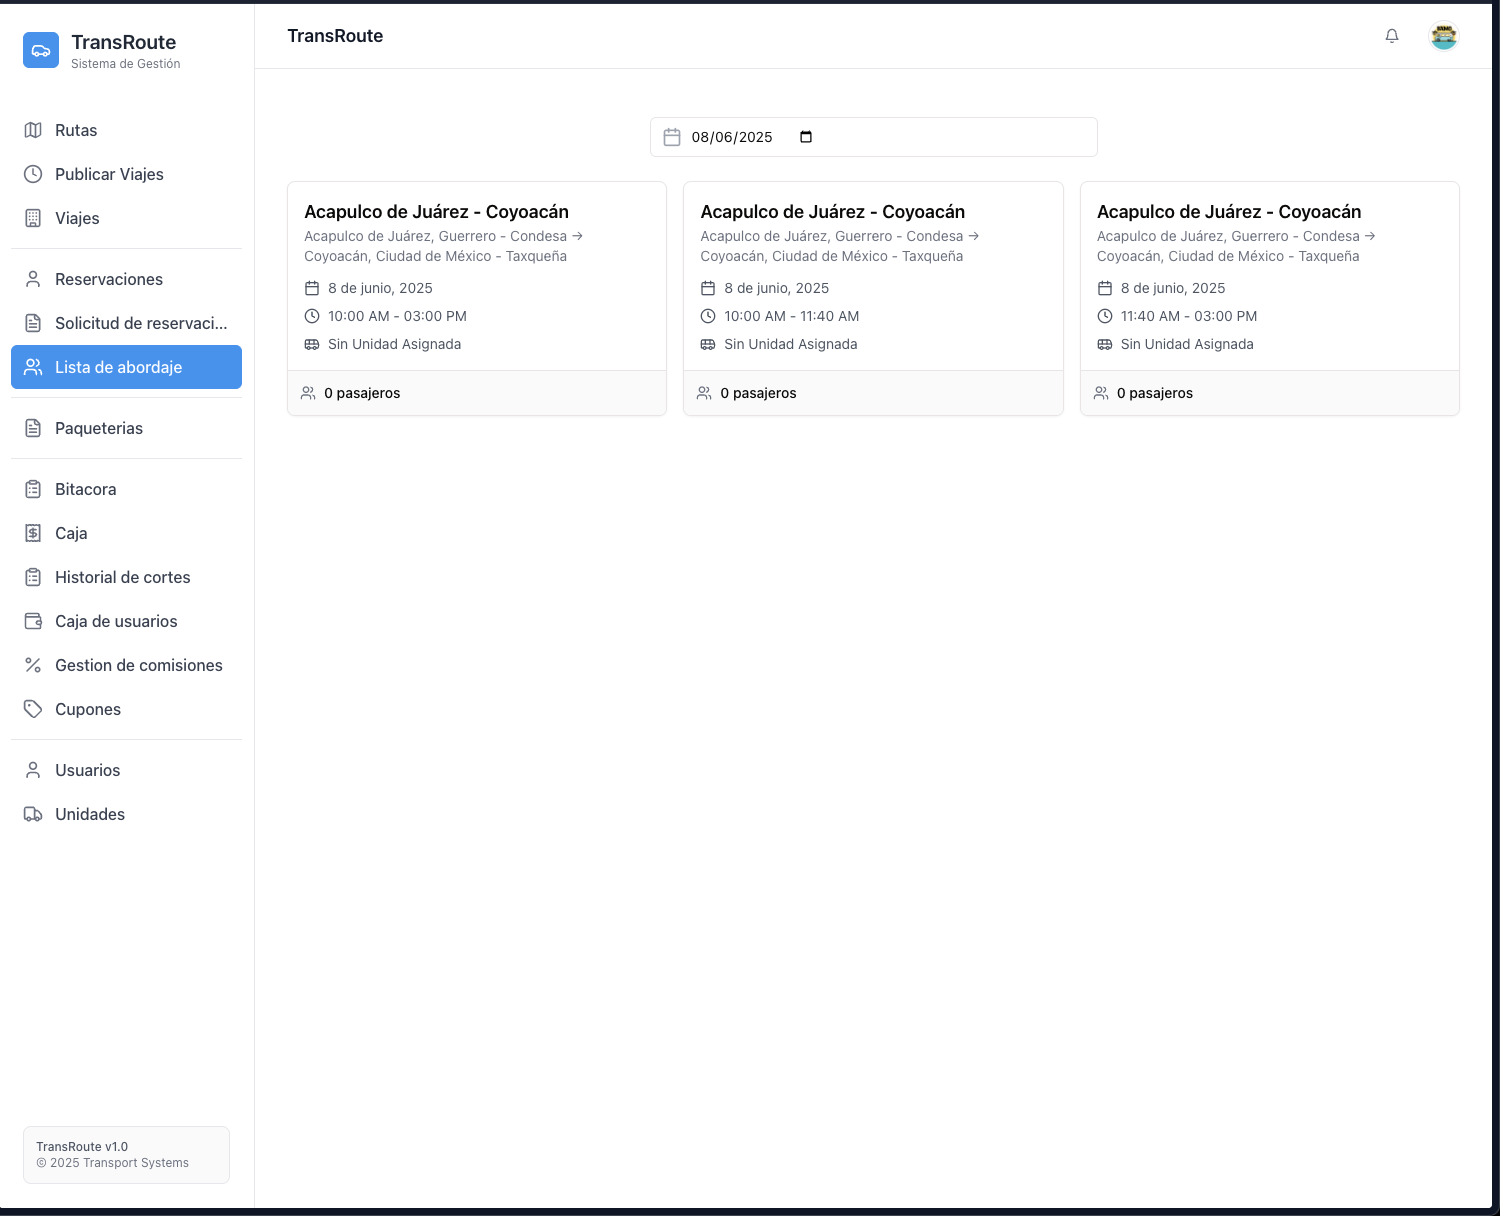 TransRoute
Sistema de Gestión
Rutas
Publicar Viajes
Viajes
Reservaciones
Solicitud de reservaci...
Lista de abordaje
Paqueterias
Bitacora
Caja
Historial de cortes
Caja de usuarios
Gestion de comisiones
Cupones
Usuarios
Unidades
TransRoute v1.0
© 2025 Transport Systems
TransRoute
08/06/2025
Acapulco de Juárez - Coyoacán
Acapulco de Juárez, Guerrero - Condesa →
Coyoacán, Ciudad de México - Taxqueña
8 de junio, 2025
10:00 AM - 03:00 PM
Sin Unidad Asignada
0 pasajeros
Acapulco de Juárez - Coyoacán
Acapulco de Juárez, Guerrero - Condesa →
Coyoacán, Ciudad de México - Taxqueña
8 de junio, 2025
10:00 AM - 11:40 AM
Sin Unidad Asignada
0 pasajeros
Acapulco de Juárez - Coyoacán
Acapulco de Juárez, Guerrero - Condesa →
Coyoacán, Ciudad de México - Taxqueña
8 de junio, 2025
11:40 AM - 03:00 PM
Sin Unidad Asignada
0 pasajeros